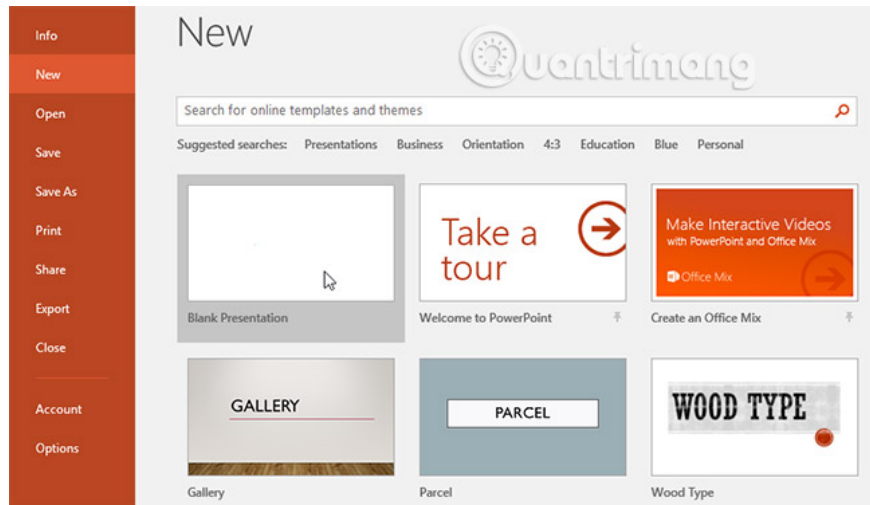 Info
New
Open
Save
Save As
Print
Share
Export
Close
Account
Options
New
Quantrimang
Search for online templates and themes
Suggested searches: Presentations Business Orientation 4:3 Education Blue Personal
Blank Presentation
Take a
tour
Welcome to PowerPoint
Make Interactive Videos
with PowerPoint and Office Mix
Office Mix
Create an Office Mix
GALLERY
Gallery
PARCEL
Parcel
WOOD TYPE
Wood Type